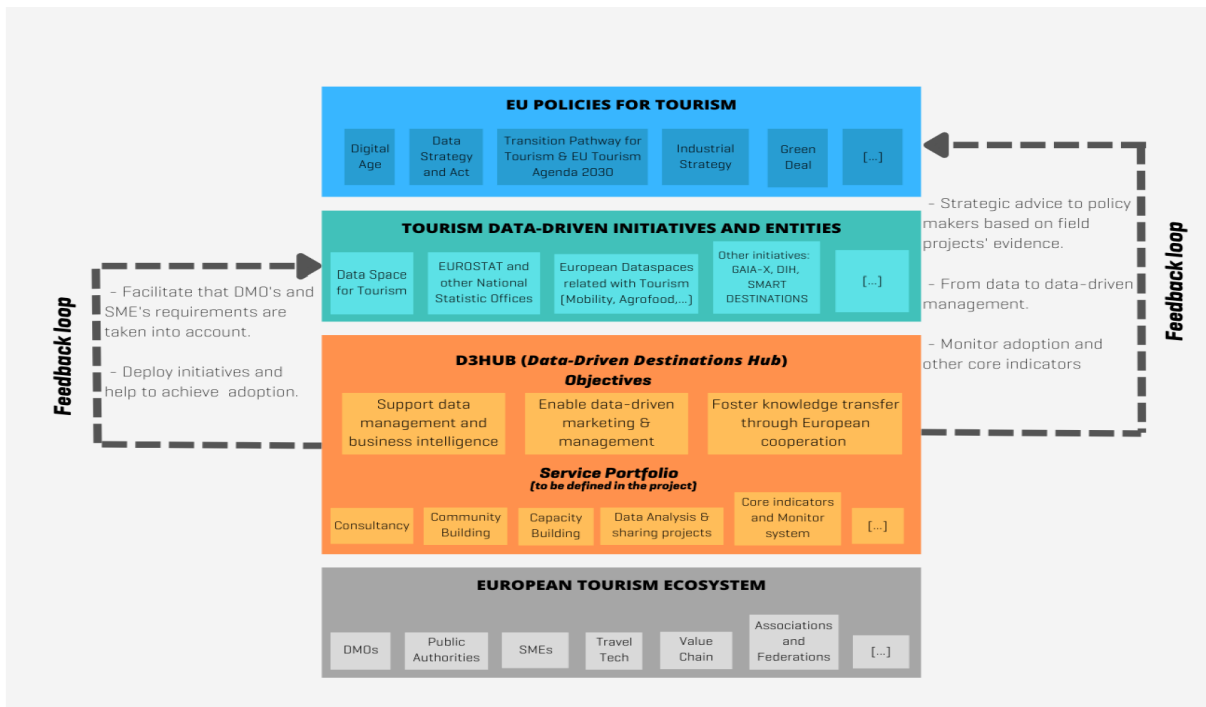 EU POLICIES FOR TOURISM
Digital
Age
Data
Strategy
and Act
Transition Pathway for
Tourism & EU Tourism
Agenda 2030
Industrial
Strategy
Green
Deal
[...]
TOURISM DATA-DRIVEN INITIATIVES AND ENTITIES
Data Space
for Tourism
EUROSTAT and
other National
Statistic Offices
European Dataspaces
related with Tourism
(Mobility, Agrofood,...)
Other initiatives:
GAIA-X, DIH,
SMART
DESTINATIONS
[...]
D3HUB (Data-Driven Destinations Hub)
Objectives
Support data
management and
business intelligence
Enable data-driven
marketing &
management
Foster knowledge transfer
through European
cooperation
Service Portfolio
(to be defined in the project)
Consultancy
Community
Building
Capacity
Building
Data Analysis &
sharing projects
Core indicators
and Monitor
system
[...]
EUROPEAN TOURISM ECOSYSTEM
DMOs
Public
Authorities
SMEs
Travel
Tech
Value
Chain
Associations
and
Federations
[...]
Feedback loop
- Facilitate that DMO's and
SME's requirements are
taken into account.
- Deploy initiatives and
help to achieve adoption.
- Strategic advice to policy
makers based on field
projects' evidence.
- From data to data-driven
management.
- Monitor adoption and
other core indicators
Feedback loop